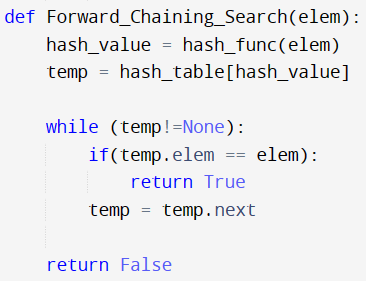 def Forward_Chaining_Search(elem):
    hash_value = hash_func(elem)
    temp = hash_table[hash_value]

    while (temp!=None):
        if(temp.elem == elem):
            return True
        temp = temp.next

    return False